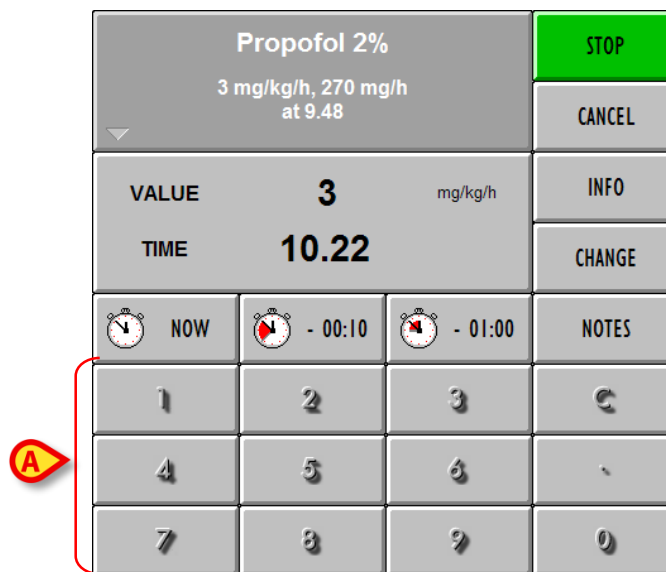 Propofol 2%
3 mg/kg/h, 270 mg/h
at 9.48
STOP
CANCEL
VALUE 3 mg/kg/h
TIME 10.22
INFO
CHANGE
NOW - 00:10 - 01:00 NOTES
1 2 3 C
A
4 5 6 .
7 8 9 0